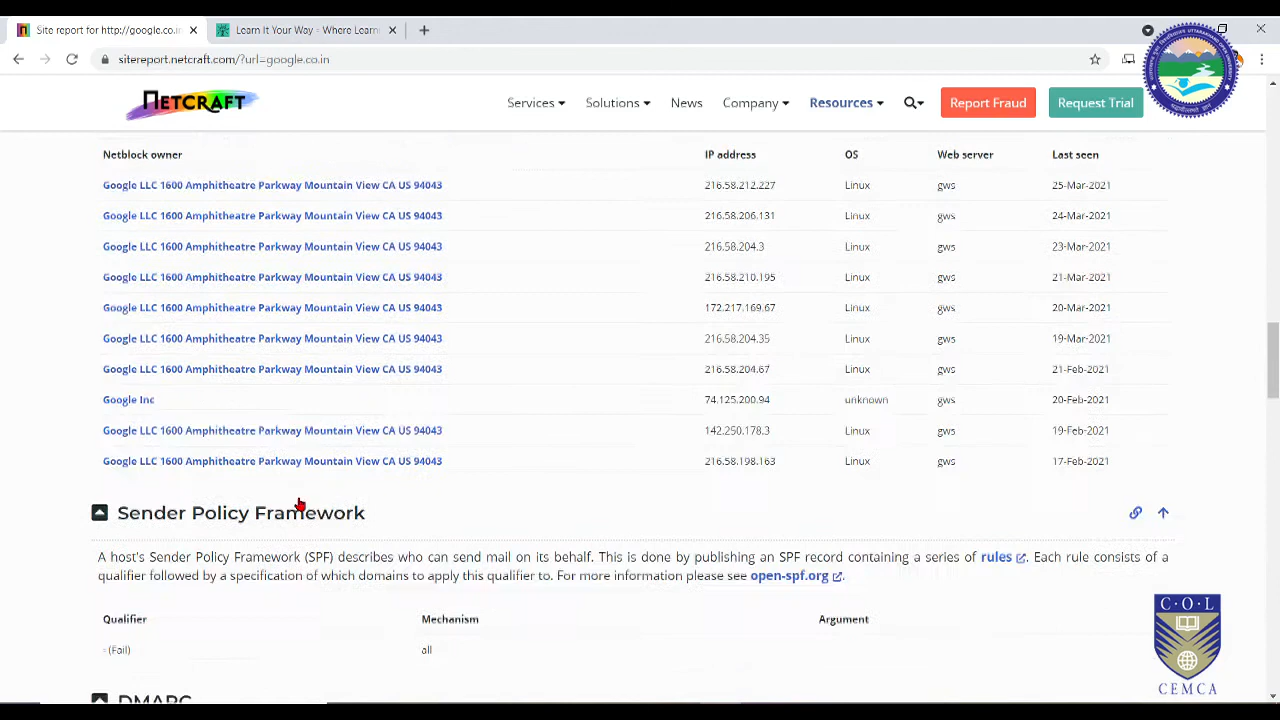 Site report for http://google.co.in
Learn It Your Way - Where Learn
sitereport.netcraft.com/?url=google.co.in
NETCRAFT
Services
Solutions
News
Company
Resources
Report Fraud
Request Trial
Netblock owner IP address OS Web server Last seen
Google LLC 1600 Amphitheatre Parkway Mountain View CA US 94043 216.58.212.227 Linux gws 25-Mar-2021
Google LLC 1600 Amphitheatre Parkway Mountain View CA US 94043 216.58.206.131 Linux gws 24-Mar-2021
Google LLC 1600 Amphitheatre Parkway Mountain View CA US 94043 216.58.204.3 Linux gws 23-Mar-2021
Google LLC 1600 Amphitheatre Parkway Mountain View CA US 94043 216.58.210.195 Linux gws 21-Mar-2021
Google LLC 1600 Amphitheatre Parkway Mountain View CA US 94043 172.217.169.67 Linux gws 20-Mar-2021
Google LLC 1600 Amphitheatre Parkway Mountain View CA US 94043 216.58.204.35 Linux gws 19-Mar-2021
Google LLC 1600 Amphitheatre Parkway Mountain View CA US 94043 216.58.204.67 Linux gws 21-Feb-2021
Google Inc 74.125.200.94 unknown gws 20-Feb-2021
Google LLC 1600 Amphitheatre Parkway Mountain View CA US 94043 142.250.178.3 Linux gws 19-Feb-2021
Google LLC 1600 Amphitheatre Parkway Mountain View CA US 94043 216.58.198.163 Linux gws 17-Feb-2021
Sender Policy Framework
A host's Sender Policy Framework (SPF) describes who can send mail on its behalf. This is done by publishing an SPF record containing a series of rules. Each rule consists of a
qualifier followed by a specification of which domains to apply this qualifier to. For more information please see open-spf.org.
Qualifier Mechanism Argument
- (Fail) all
DMARC
C·O·L
CEMCA